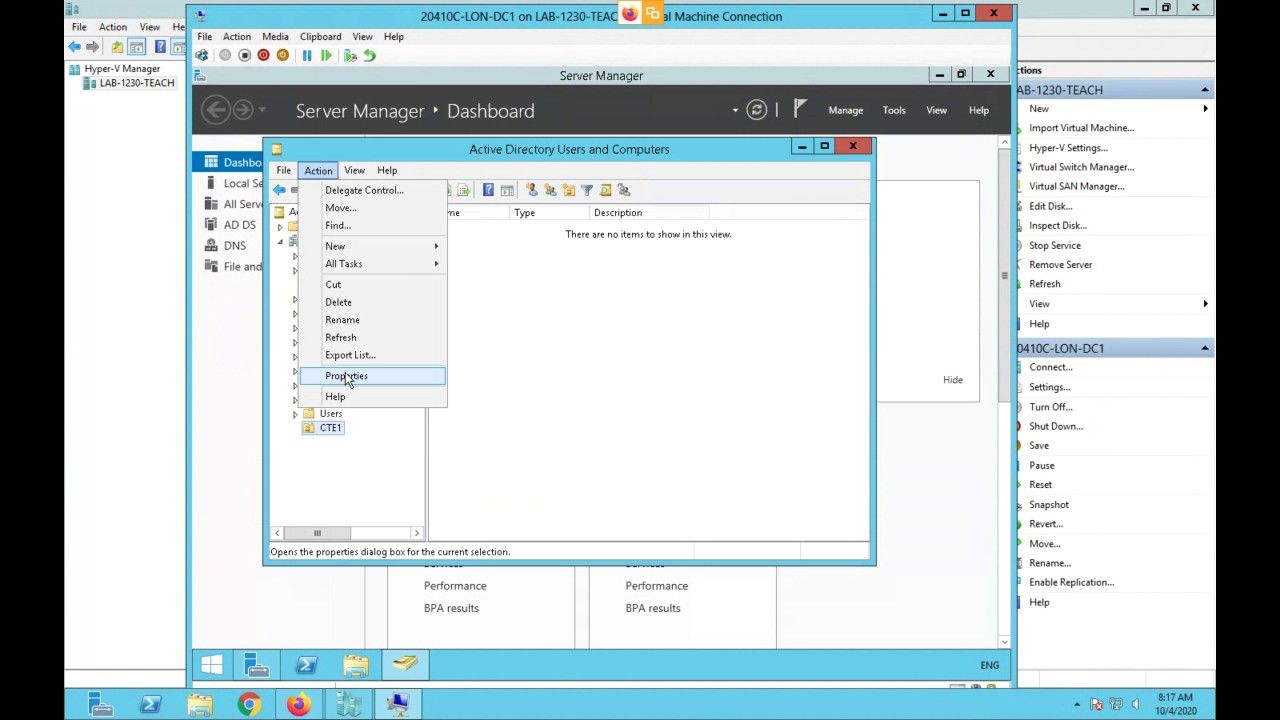 File Action View He
Hyper-V Manager
LAB-1230-TEACH
20410C-LON-DC1 on LAB-1230-TEAC al Machine Connection
File Action Media Clipboard View Help
Server Manager
Server Manager Dashboard
Manage Tools View Help
Dashbo
Local Se
All Serve
AD DS
DNS
File and
Active Directory Users and Computers
File Action View Help
Delegate Control...
Move...
Find...
New
All Tasks
Cut
Delete
Rename
Refresh
Export List...
Properties
Help
Ac
Users
CTE1
me Type Description
There are no items to show in this view.
Opens the properties dialog box for the current selection.
Hide
Performance
BPA results
Performance
BPA results
ENG
ctions
AB-1230-TEACH
New
Import Virtual Machine...
Hyper-V Settings...
Virtual Switch Manager...
Virtual SAN Manager...
Edit Disk...
Inspect Disk...
Stop Service
Remove Server
Refresh
View
Help
0410C-LON-DC1
Connect...
Settings...
Turn Off...
Shut Down...
Save
Pause
Reset
Snapshot
Revert...
Move...
Rename...
Enable Replication...
Help
8:17 AM
10/4/2020